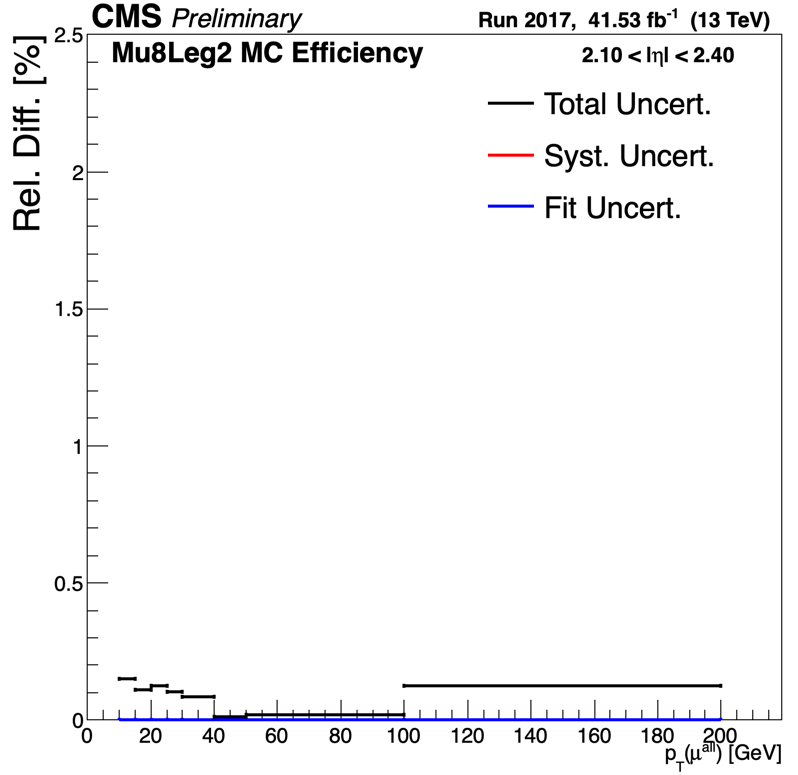 CMS Preliminary
Run 2017, 41.53 fb⁻¹ (13 TeV)
Mu8Leg2 MC Efficiency
2.10 < |η| < 2.40
Total Uncert.
Syst. Uncert.
Fit Uncert.
Rel. Diff. [%]
2.5
2
1.5
1
0.5
0
0 20 40 60 80 100 120 140 160 180 200
p_T(μ^all) [GeV]